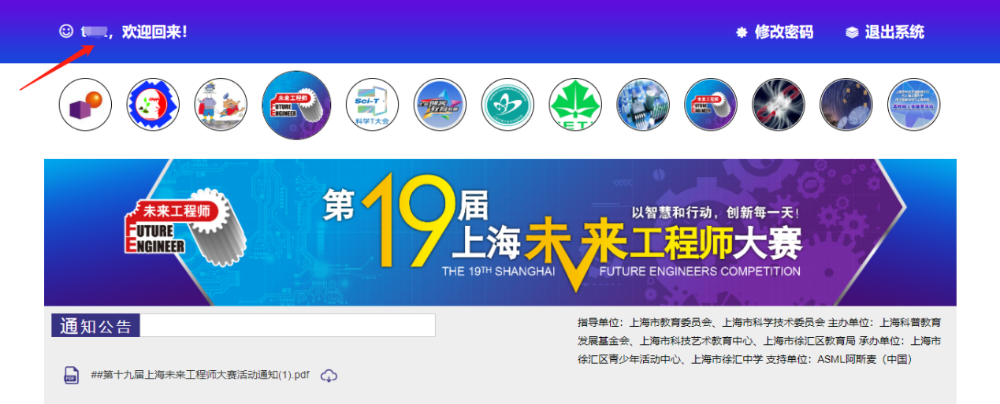 ，欢迎回来！
修改密码
退出系统
未来工程师
FUTURE
ENGINEER
Sci-T
科学T大会
未来工程师
FUTURE
ENGINEER
未来工程师
FUTURE
ENGINEER
第19届
上海未来工程师大赛
以智慧和行动，创新每一天！
THE 19TH SHANGHAI FUTURE ENGINEERS COMPETITION
通知公告
指导单位：上海市教育委员会、上海市科学技术委员会 主办单位：上海科普教育
发展基金会、上海市科技艺术教育中心、上海市徐汇区教育局 承办单位：上海市
徐汇区青少年活动中心、上海市徐汇中学 支持单位：ASML阿斯麦（中国）
PDF
##第十九届上海未来工程师大赛活动通知(1).pdf